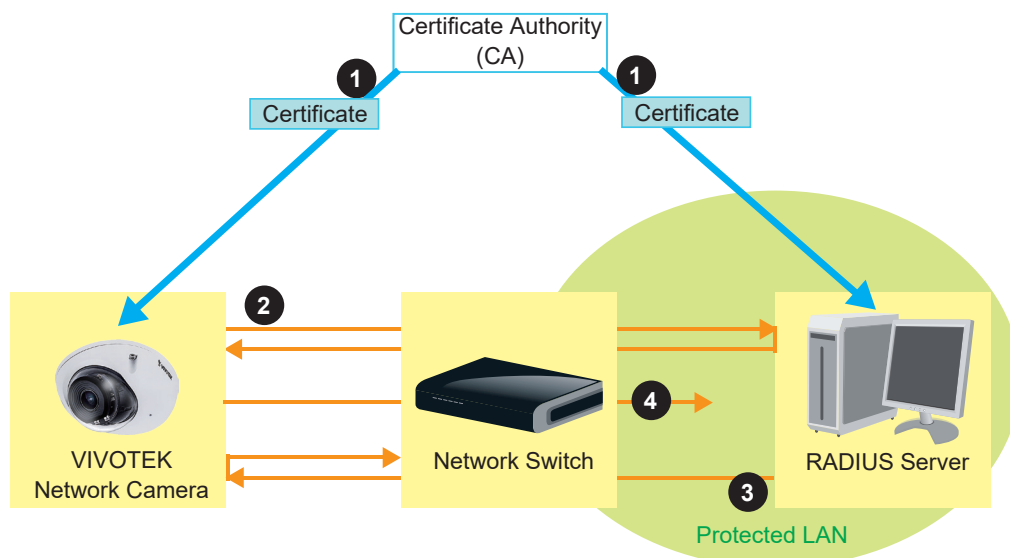 Certificate Authority
(CA)
1
1
Certificate
Certificate
2
4
VIVOTEK
Network Camera
Network Switch
RADIUS Server
3
Protected LAN